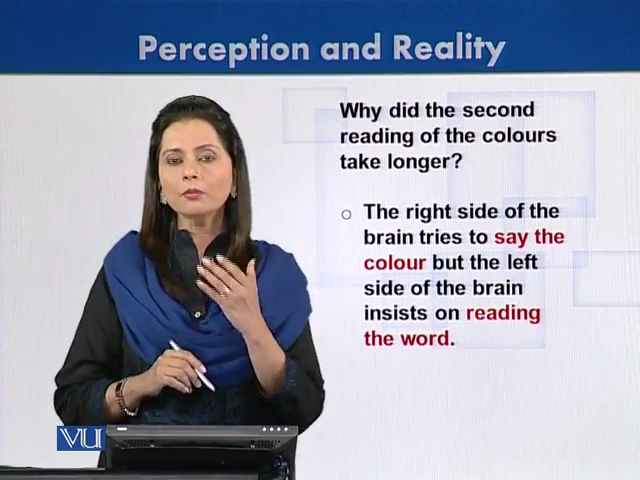 Perception and Reality
Why did the second
reading of the colours
take longer?
The right side of the
brain tries to say the
colour but the left
side of the brain
insists on reading
the word.
VU